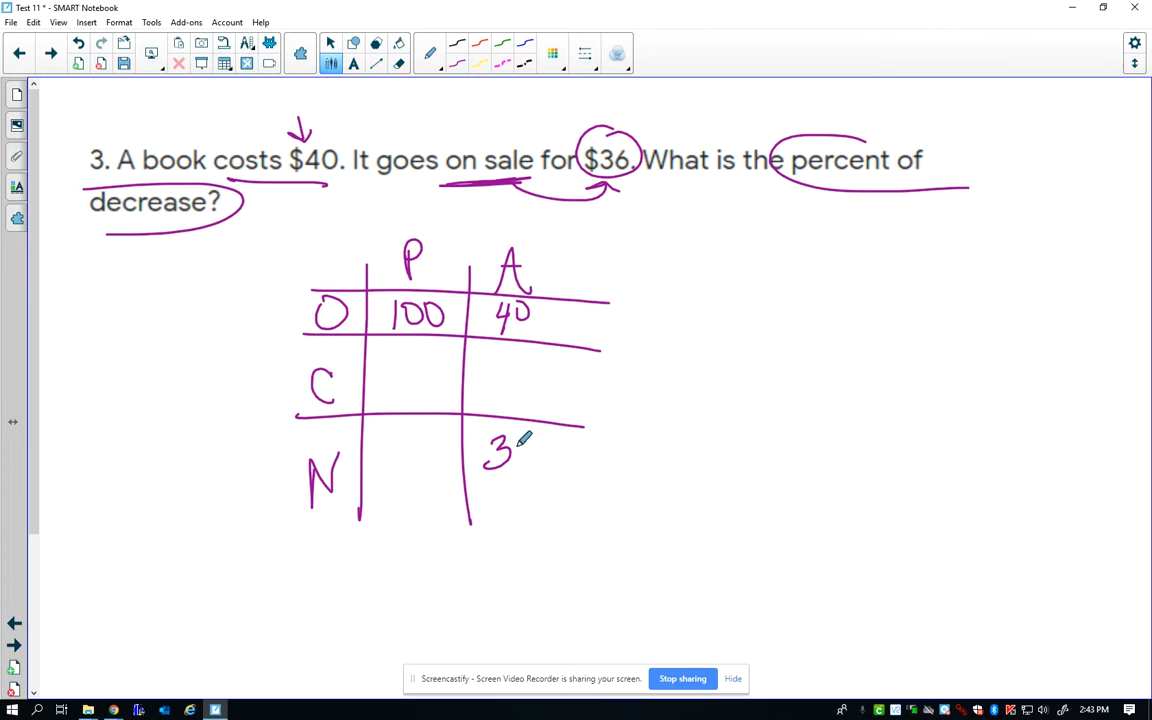 Test 11 * - SMART Notebook
File Edit View Insert Format Tools Add-ons Account Help
3. A book costs $40. It goes on sale for $36. What is the percent of
decrease?
P A
O 100 40
C
N 3
Screencastify - Screen Video Recorder is sharing your screen. Stop sharing Hide
2:43 PM